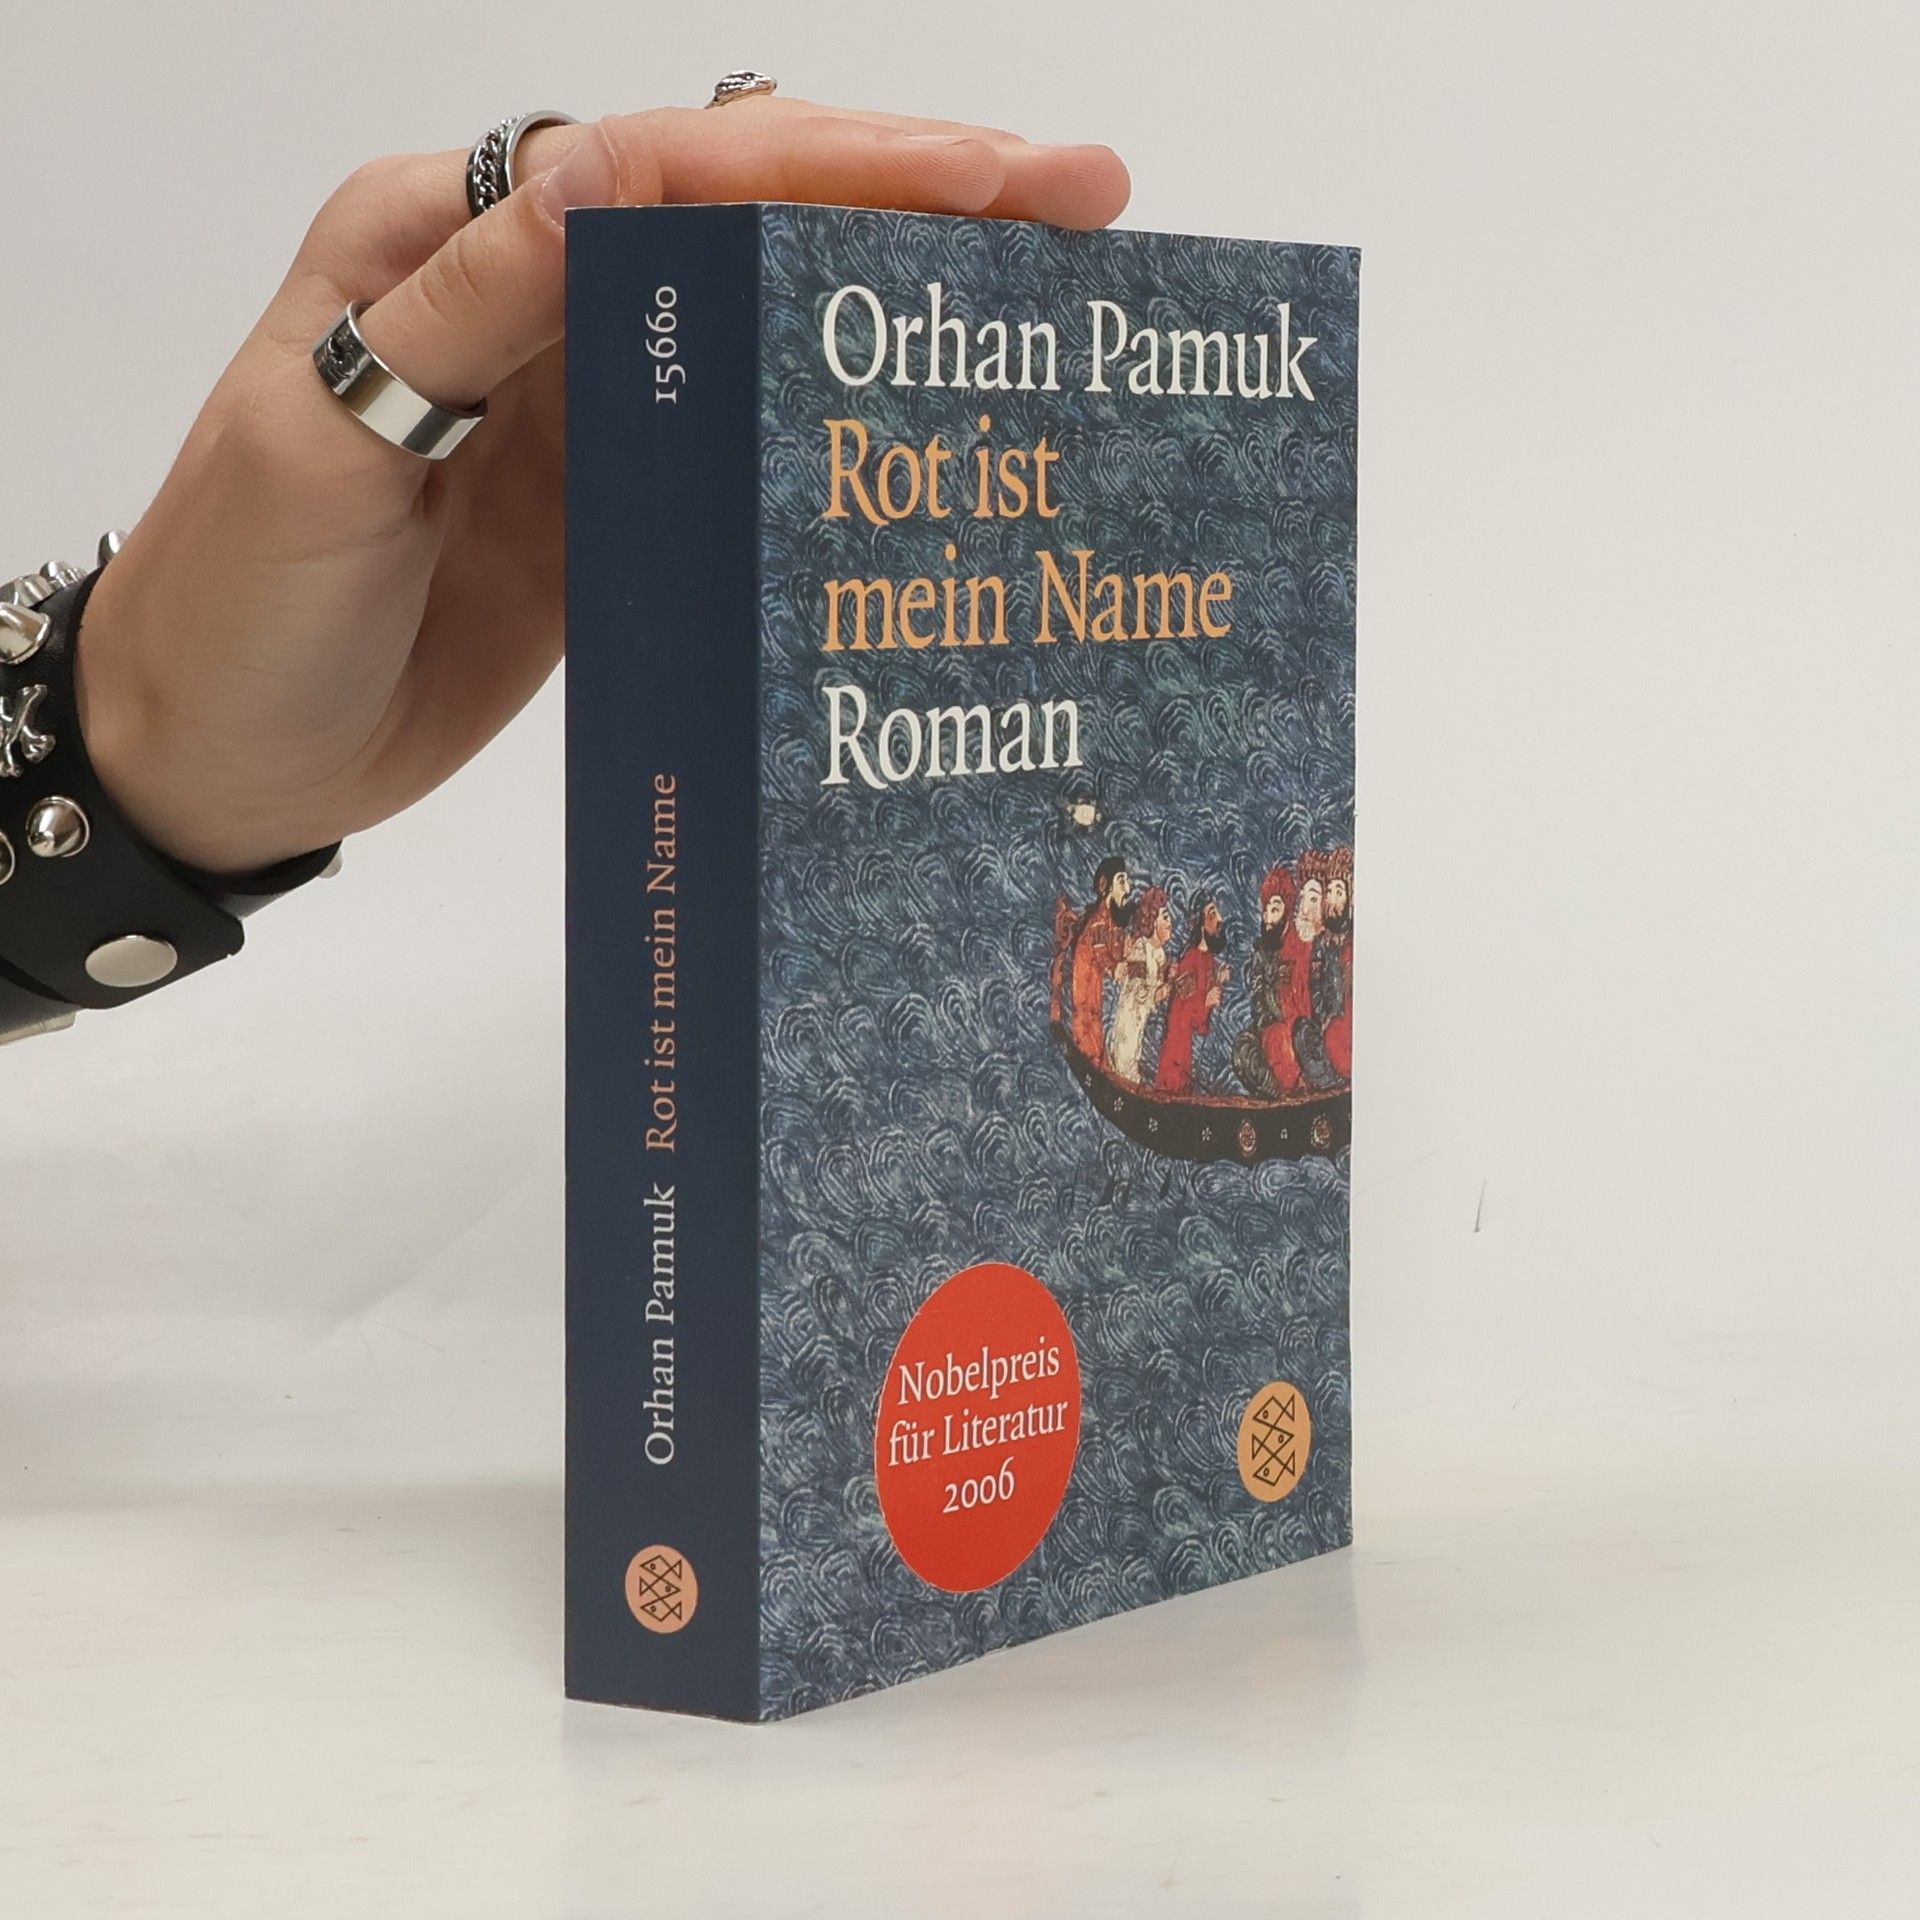 15660
Orhan Pamuk Rot ist mein Name
Orhan Pamuk
Rot ist
mein Name
Roman
Nobelpreis
für Literatur
2006